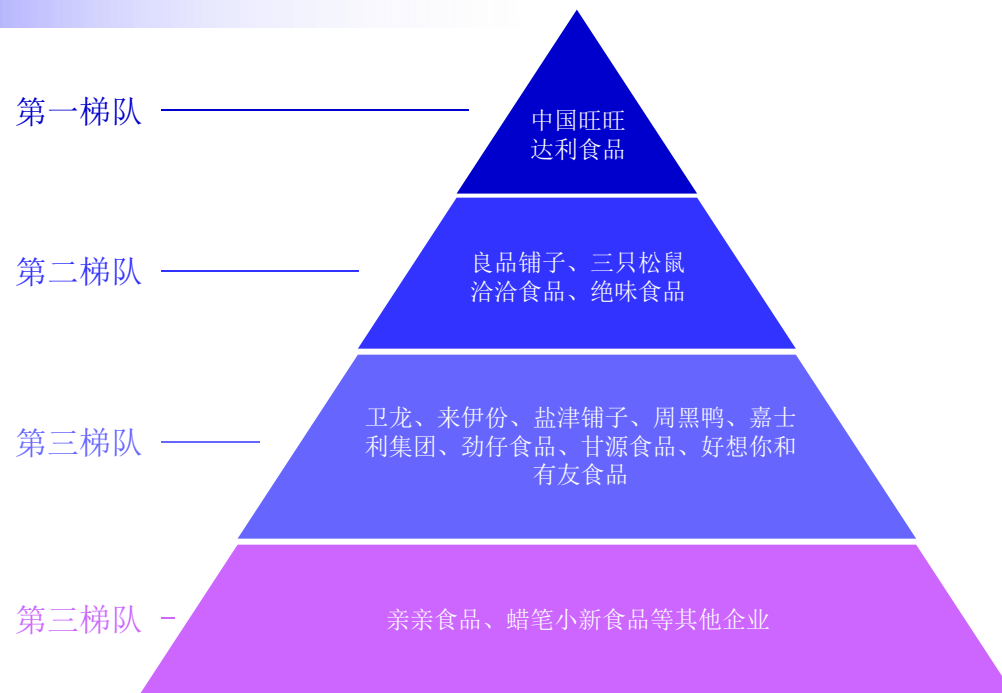 第一梯队
中国旺旺
达利食品
第二梯队
良品铺子、三只松鼠
洽洽食品、绝味食品
第三梯队
卫龙、来伊份、盐津铺子、周黑鸭、嘉士
利集团、劲仔食品、甘源食品、好想你和
有友食品
第三梯队
亲亲食品、蜡笔小新食品等其他企业